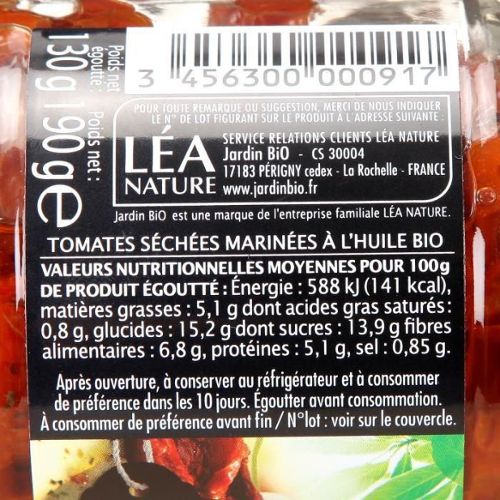 Poids net égoutté : 130 g
Poids net : 190 g e
3 456300 000917
POUR TOUTE REMARQUE OU SUGGESTION, MERCI DE NOUS INDIQUER
LE N° DE LOT FIGURANT SUR LE PRODUIT À L'ADRESSE SUIVANTE :
LÉA
NATURE
SERVICE RELATIONS CLIENTS LÉA NATURE
Jardin BiO - CS 30004
17183 PÉRIGNY cedex - La Rochelle - FRANCE
www.jardinbio.fr
Jardin BiO est une marque de l'entreprise familiale LÉA NATURE.
TOMATES SÉCHÉES MARINÉES À L'HUILE BIO
VALEURS NUTRITIONNELLES MOYENNES POUR 100g
DE PRODUIT ÉGOUTTÉ : Énergie : 588 kJ (141 kcal),
matières grasses : 5,1 g dont acides gras saturés :
0,8 g, glucides : 15,2 g dont sucres : 13,9 g fibres
alimentaires : 6,8 g, protéines : 5,1 g, sel : 0,85 g.
Après ouverture, à conserver au réfrigérateur et à consommer
de préférence dans les 10 jours. Égoutter avant consommation.
À consommer de préférence avant fin / N°lot : voir sur le couvercle.